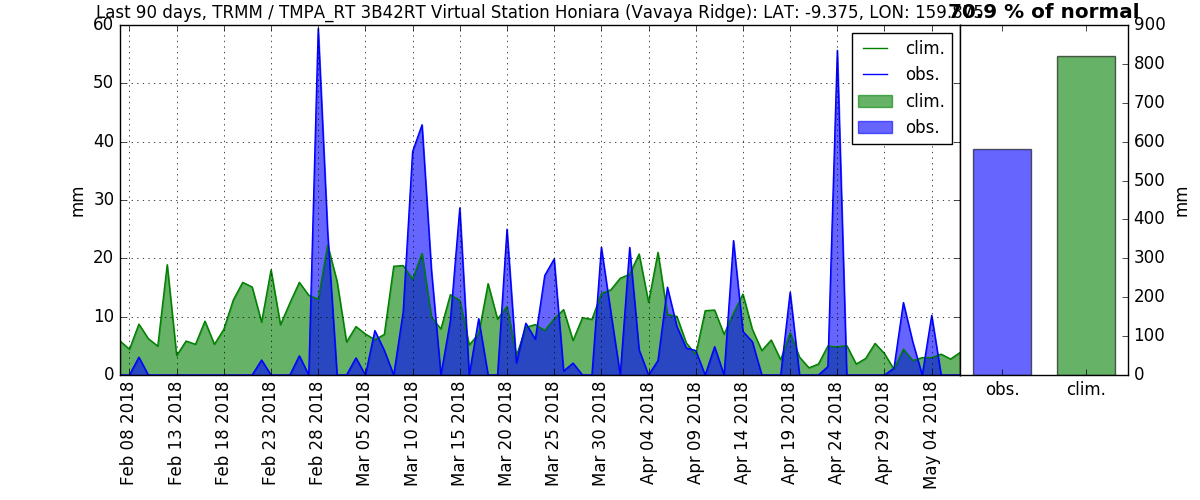 Last 90 days, TRMM / TMPA_RT 3B42RT Virtual Station Honiara (Vavaya Ridge): LAT: -9.375, LON:
70.9 % of normal
60
50
40
30
20
10
0
mm
clim.
obs.
clim.
obs.
900
800
700
600
500
400
300
200
100
0
mm
obs.
clim.
Feb 08 2018
Feb 13 2018
Feb 18 2018
Feb 23 2018
Feb 28 2018
Mar 05 2018
Mar 10 2018
Mar 15 2018
Mar 20 2018
Mar 25 2018
Mar 30 2018
Apr 04 2018
Apr 09 2018
Apr 14 2018
Apr 19 2018
Apr 24 2018
Apr 29 2018
May 04 2018